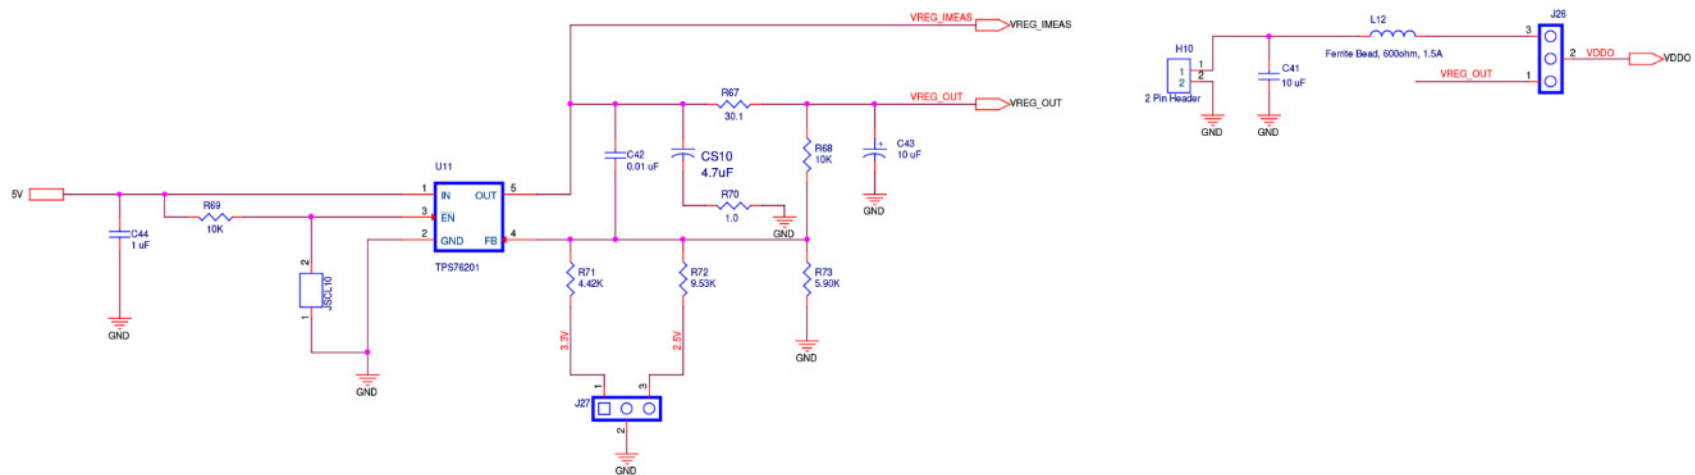 VREG_IMEAS
VREG_IMEAS
J26
L12
3
H10
1
1
2
2
2 Pin Header
C41
10 uF
Ferrite Bead, 600ohm, 1.5A
2
VDDO
VDDO
VREG_OUT
1
GND
GND
R67
30.1
VREG_OUT
VREG_OUT
C42
0.01 uF
CS10
4.7uF
R68
10K
C43
10 uF
R70
1.0
GND
GND
U11
5V
1
IN
OUT
5
R69
10K
3
EN
2
GND
FB
4
TPS76201
C44
1 uF
GND
2
JSCL10
1
GND
R71
4.42K
R72
9.53K
R73
5.90K
3.3V
2.5V
GND
1
3
J27
2
GND